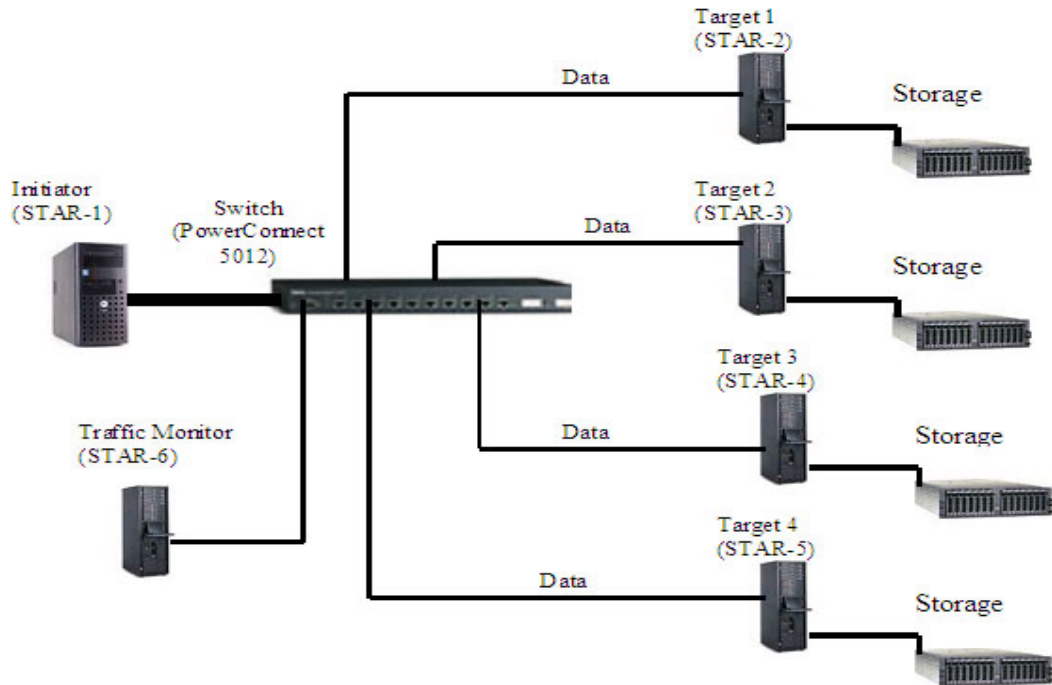 Target 1
(STAR-2)
Data
Storage
Initiator
(STAR-1)
Switch
(PowerConnect
5012)
Target 2
(STAR-3)
Data
Storage
Target 3
(STAR-4)
Traffic Monitor
(STAR-6)
Data
Storage
Target 4
(STAR-5)
Data
Storage